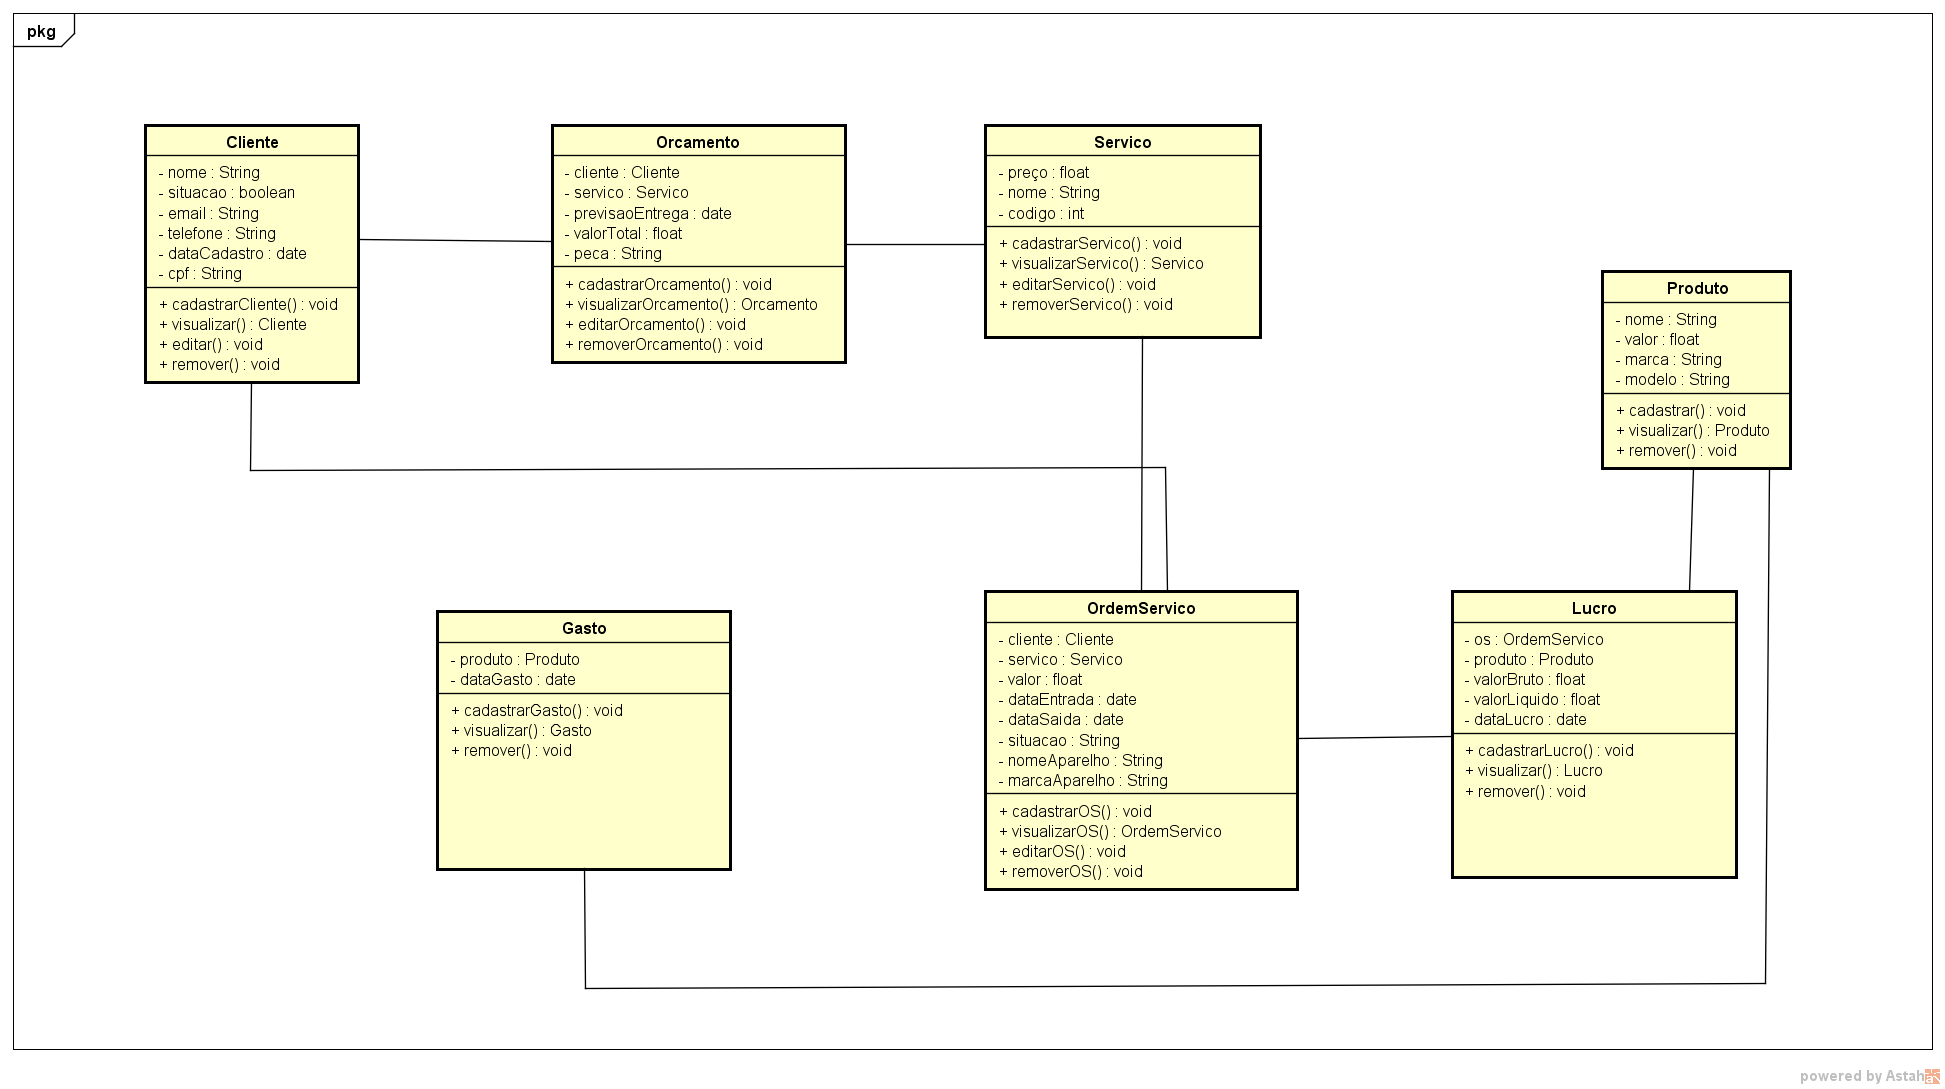 pkg
Cliente
- nome : String
- situacao : boolean
- email : String
- telefone : String
- dataCadastro : date
- cpf : String
+ cadastrarCliente() : void
+ visualizar() : Cliente
+ editar() : void
+ remover() : void
Orcamento
- cliente : Cliente
- servico : Servico
- previsaoEntrega : date
- valorTotal : float
- peca : String
+ cadastrarOrcamento() : void
+ visualizarOrcamento() : Orcamento
+ editarOrcamento() : void
+ removerOrcamento() : void
Servico
- preço : float
- nome : String
- codigo : int
+ cadastrarServico() : void
+ visualizarServico() : Servico
+ editarServico() : void
+ removerServico() : void
Produto
- nome : String
- valor : float
- marca : String
- modelo : String
+ cadastrar() : void
+ visualizar() : Produto
+ remover() : void
Gasto
- produto : Produto
- dataGasto : date
+ cadastrarGasto() : void
+ visualizar() : Gasto
+ remover() : void
OrdemServico
- cliente : Cliente
- servico : Servico
- valor : float
- dataEntrada : date
- dataSaida : date
- situacao : String
- nomeAparelho : String
- marcaAparelho : String
+ cadastrarOS() : void
+ visualizarOS() : OrdemServico
+ editarOS() : void
+ removerOS() : void
Lucro
- os : OrdemServico
- produto : Produto
- valorBruto : float
- valorLiquido : float
- dataLucro : date
+ cadastrarLucro() : void
+ visualizar() : Lucro
+ remover() : void
powered by Astah